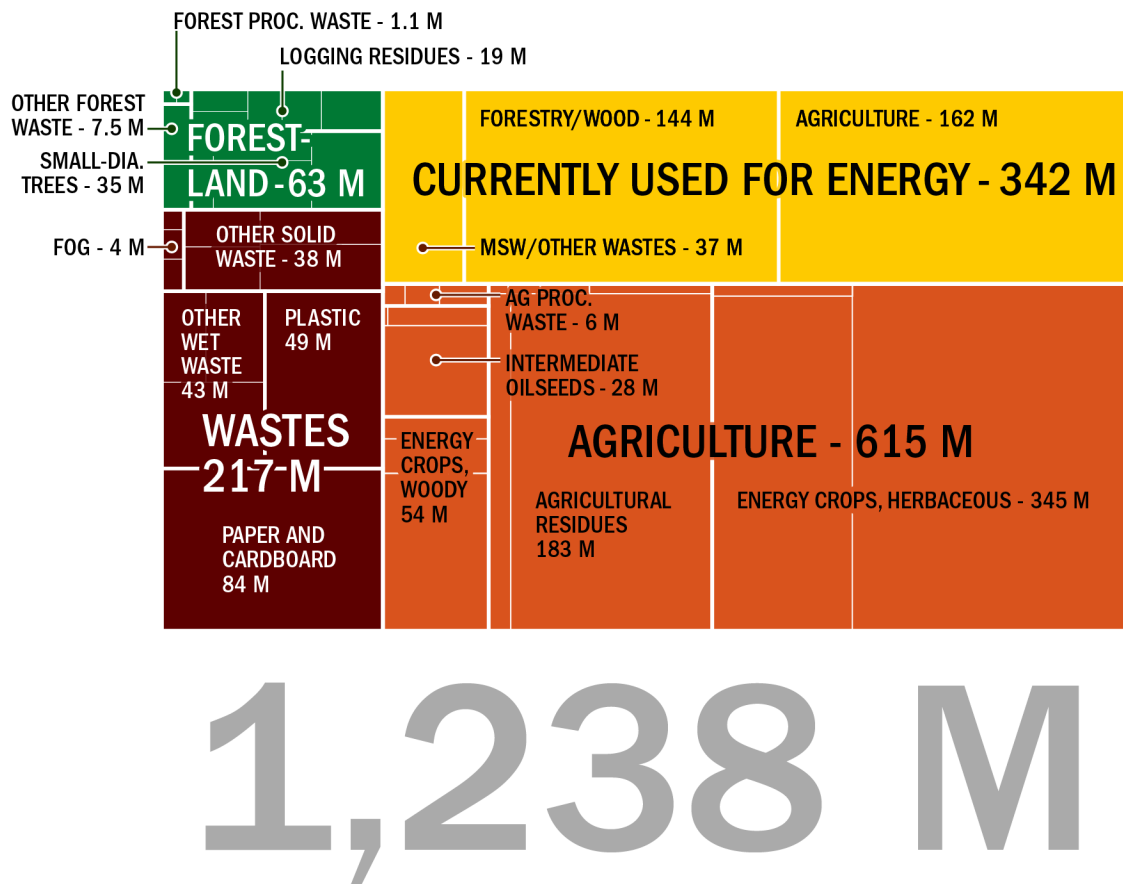 FOREST PROC. WASTE - 1.1 M
LOGGING RESIDUES - 19 M
OTHER FOREST
WASTE - 7.5 M
SMALL-DIA.
TREES - 35 M
FOREST-
LAND - 63 M
FORESTRY/WOOD - 144 M
AGRICULTURE - 162 M
CURRENTLY USED FOR ENERGY - 342 M
MSW/OTHER WASTES - 37 M
FOG - 4 M
OTHER SOLID
WASTE - 38 M
OTHER
WET
WASTE
43 M
PLASTIC
49 M
WASTES
217 M
PAPER AND
CARDBOARD
84 M
AG PROC.
WASTE - 6 M
INTERMEDIATE
OILSEEDS - 28 M
ENERGY
CROPS,
WOODY
54 M
AGRICULTURE - 615 M
AGRICULTURAL
RESIDUES
183 M
ENERGY CROPS, HERBACEOUS - 345 M
1,238 M